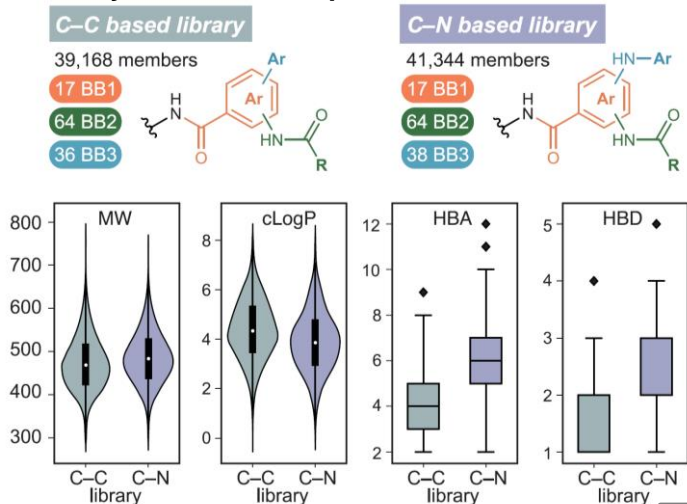 C–C based library
39,168 members
17 BB1
64 BB2
36 BB3
H
N
O
Ar
Ar
HN
O
R
C–N based library
41,344 members
17 BB1
64 BB2
38 BB3
H
N
O
Ar
HN–Ar
HN
O
R
MW
800
700
600
500
400
300
C–C C–N
library
cLogP
8
6
4
2
0
C–C C–N
library
HBA
12
10
8
6
4
2
C–C C–N
library
HBD
5
4
3
2
1
C–C C–N
library